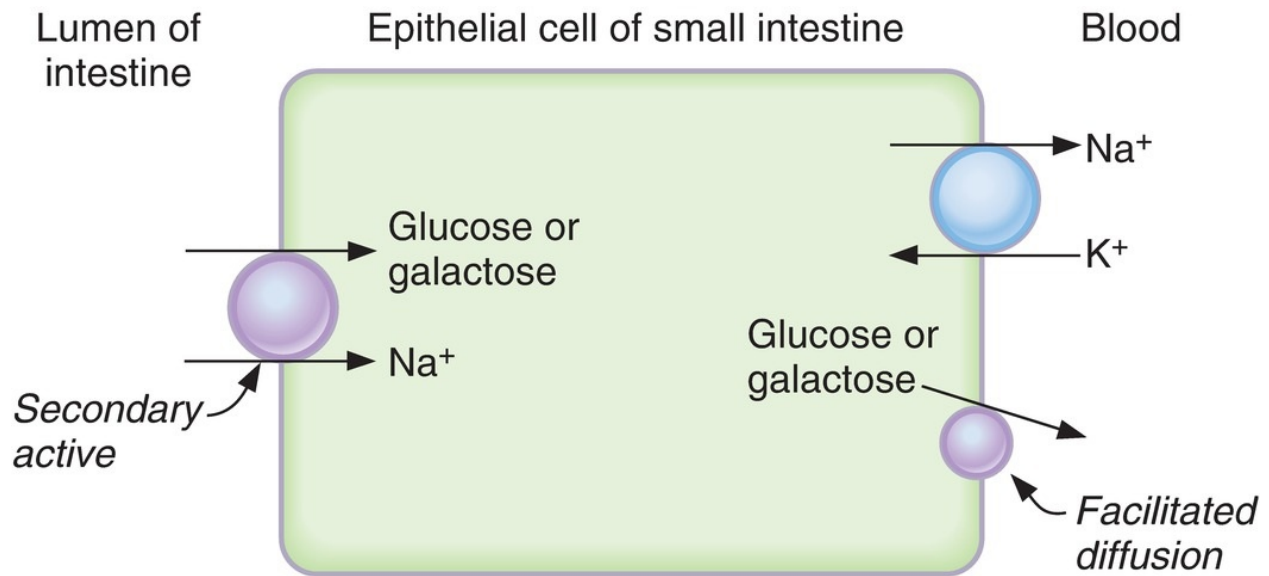 Lumen of
intestine
Epithelial cell of small intestine
Blood
Na⁺
Glucose or
galactose
K⁺
Glucose or
galactose
Na⁺
Secondary
active
Facilitated
diffusion